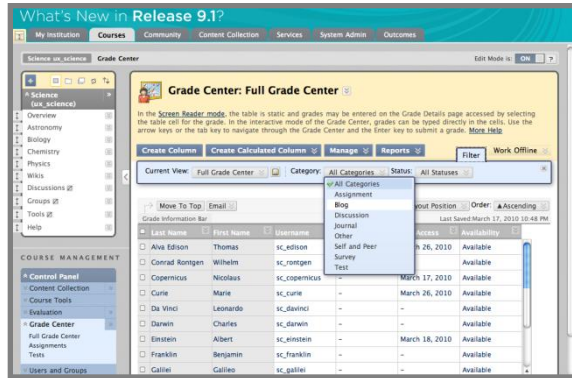 What's New in Release 9.1?
My Institution Courses Community Content Collection Services System Admin Outcomes
Science ux_science Grade Center Edit Mode is: ON ?
Science
(ux_science)
Overview
Astronomy
Biology
Chemistry
Physics
Wikis
Discussions
Groups
Tools
Help
COURSE MANAGEMENT
Control Panel
Content Collection
Course Tools
Evaluation
Grade Center
Full Grade Center
Assignments
Tests
Users and Groups
Grade Center: Full Grade Center
In the Screen Reader mode, the table is static and grades may be entered on the Grade Details page accessed by selecting
the table cell for the grade. In the interactive mode of the Grade Center, grades can be typed directly in the cells. Use the
arrow keys or the tab key to navigate through the Grade Center and the Enter key to submit a grade. More Help
Create Column Create Calculated Column Manage Reports Filter Work Offline
Current View: Full Grade Center Category: All Categories Status: All Statuses
All Categories
Assignment
Blog
Discussion
Journal
Other
Self and Peer
Survey
Test
Move To Top Email yout Position Order: Ascending
Grade Information Bar Last Saved:March 17, 2010 10:48 PM
Last Name First Name Username Access Availability
Alva Edison Thomas sc_edison h 26, 2010 Available
Conrad Rontgen Wilhelm sc_rontgen - Available
Copernicus Nicolaus sc_copernicus - March 17, 2010 Available
Curie Marie sc_curie - March 26, 2010 Available
Da Vinci Leonardo sc_davinci - - Available
Darwin Charles sc_darwin - - Available
Einstein Albert sc_einstein - March 18, 2010 Available
Franklin Benjamin sc_franklin - - Available
Galilei Galileo sc_galilei - - Available